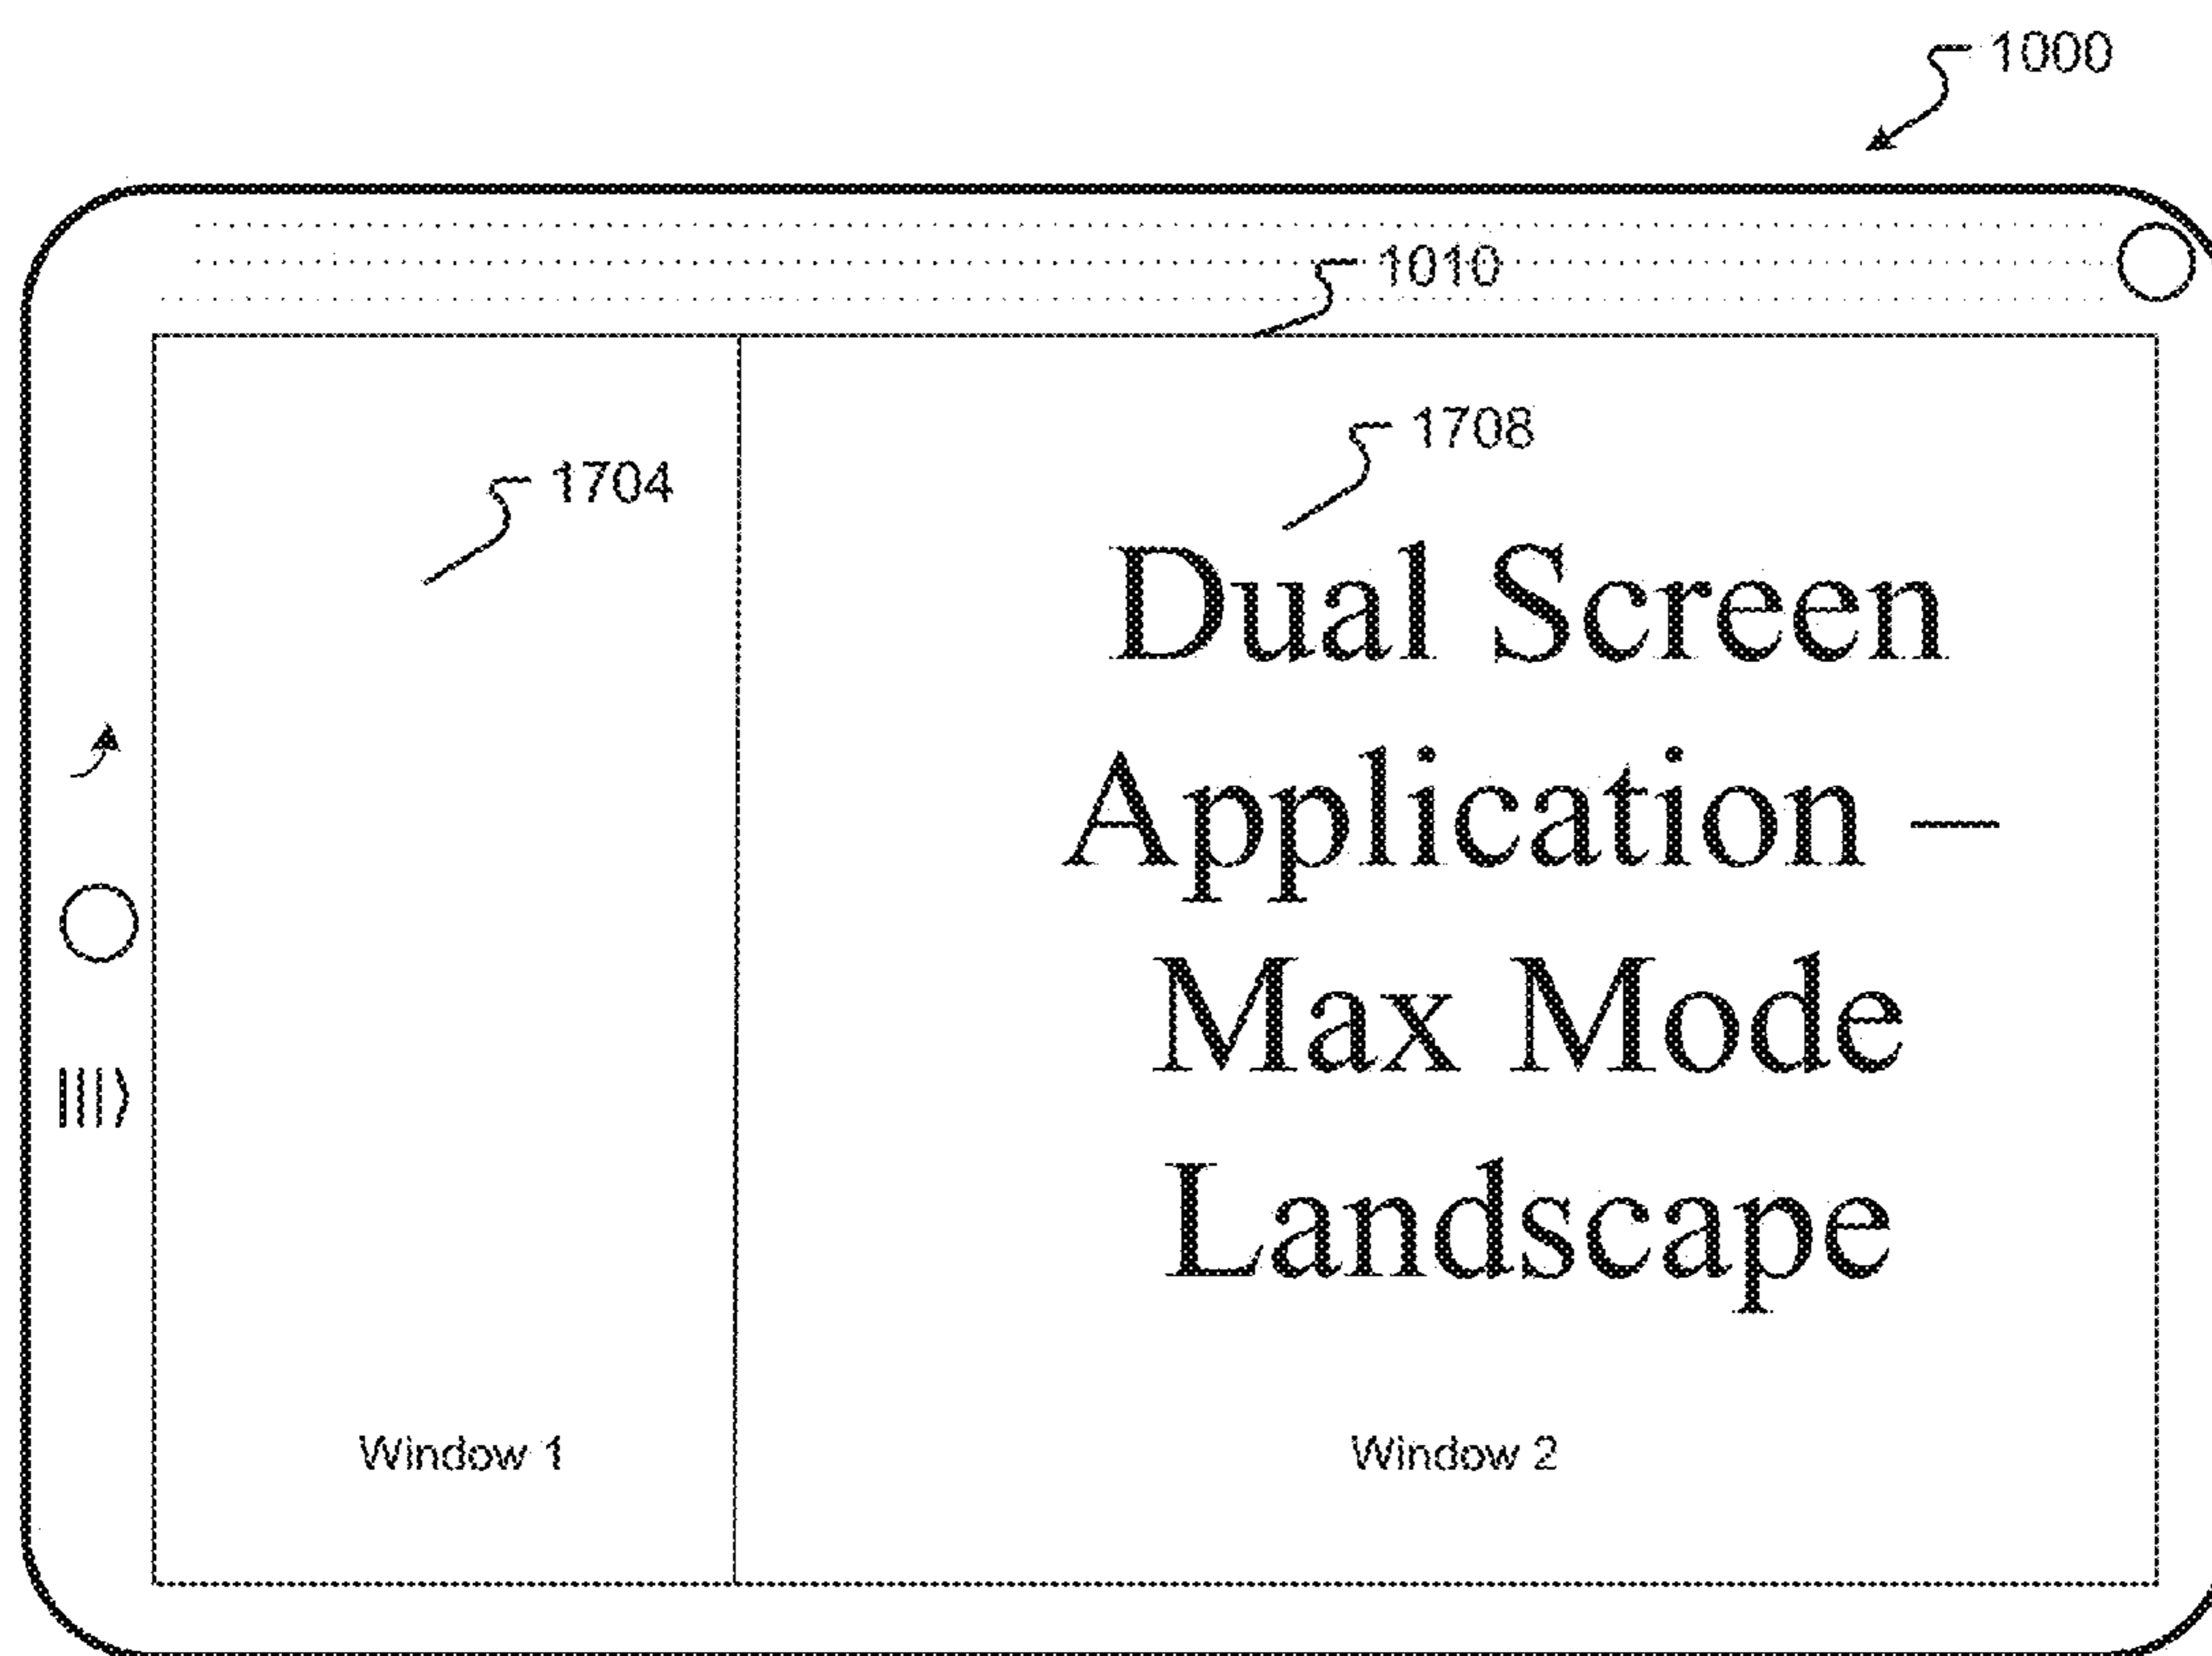 1000
1010
1708
1704
Dual Screen
Application –
Max Mode
Landscape
Window 1
Window 2